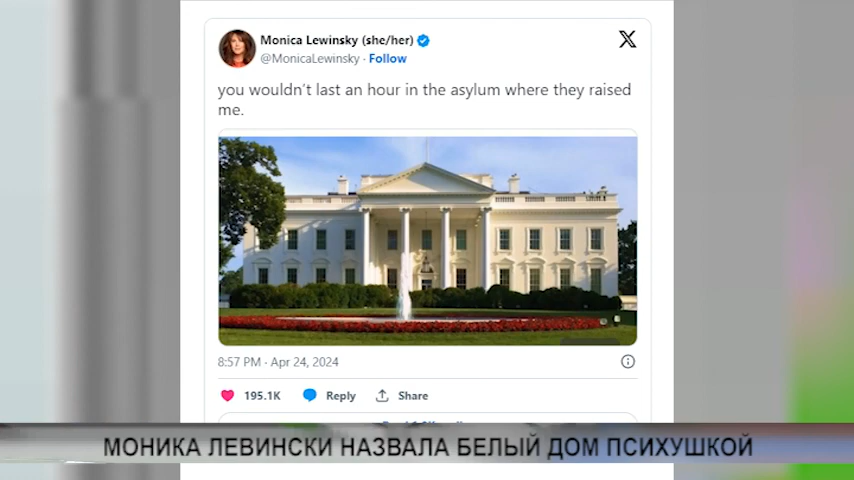 Monica Lewinsky (she/her)
@MonicaLewinsky · Follow
you wouldn't last an hour in the asylum where they raised
me.
8:57 PM · Apr 24, 2024
195.1K Reply Share
МОНИКА ЛЕВИНСКИ НАЗВАЛА БЕЛЫЙ ДОМ ПСИХУШКОЙ